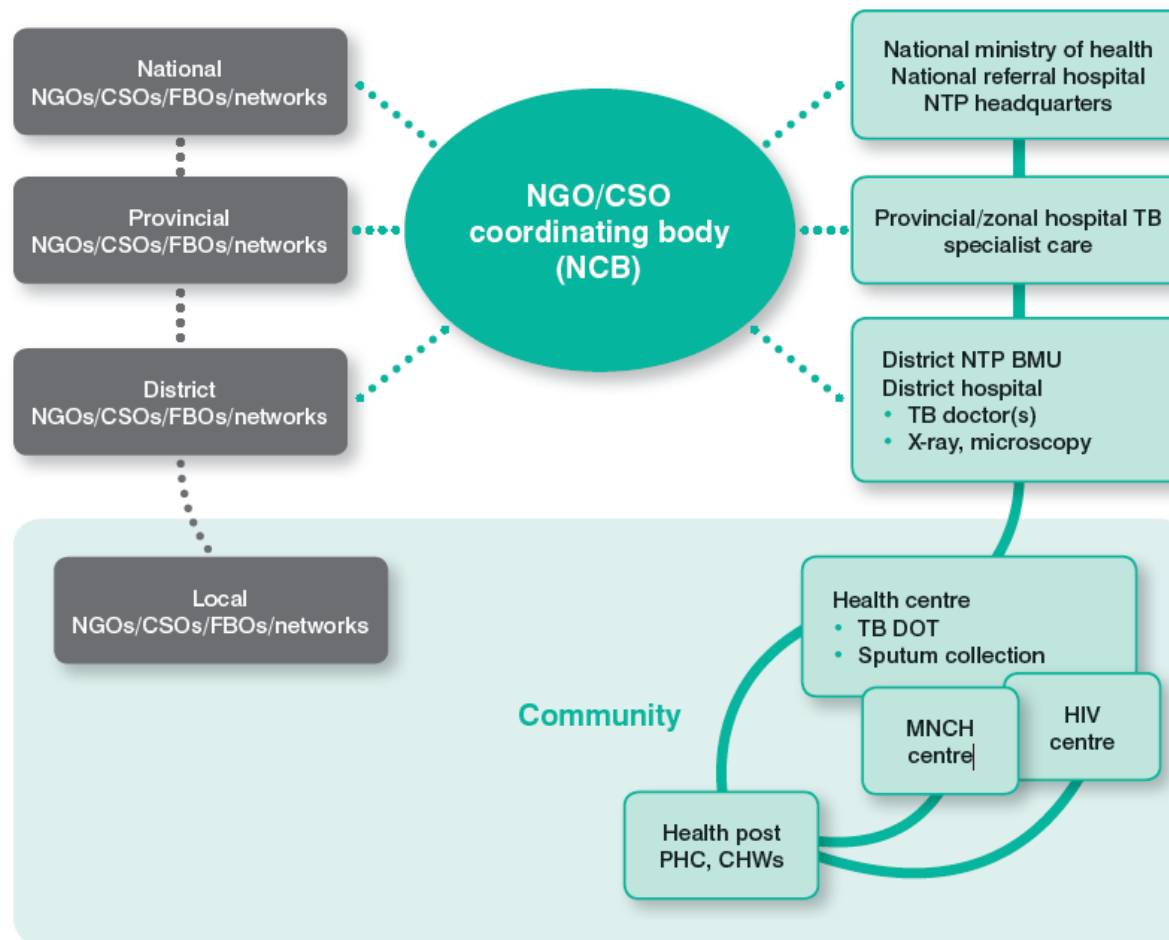 National
NGOs/CSOs/FBOs/networks
Provincial
NGOs/CSOs/FBOs/networks
District
NGOs/CSOs/FBOs/networks
Local
NGOs/CSOs/FBOs/networks
NGO/CSO
coordinating body
(NCB)
National ministry of health
National referral hospital
NTP headquarters
Provincial/zonal hospital TB
specialist care
District NTP BMU
District hospital
• TB doctor(s)
• X-ray, microscopy
Community
Health centre
• TB DOT
• Sputum collection
MNCH
centre
HIV
centre
Health post
PHC, CHWs